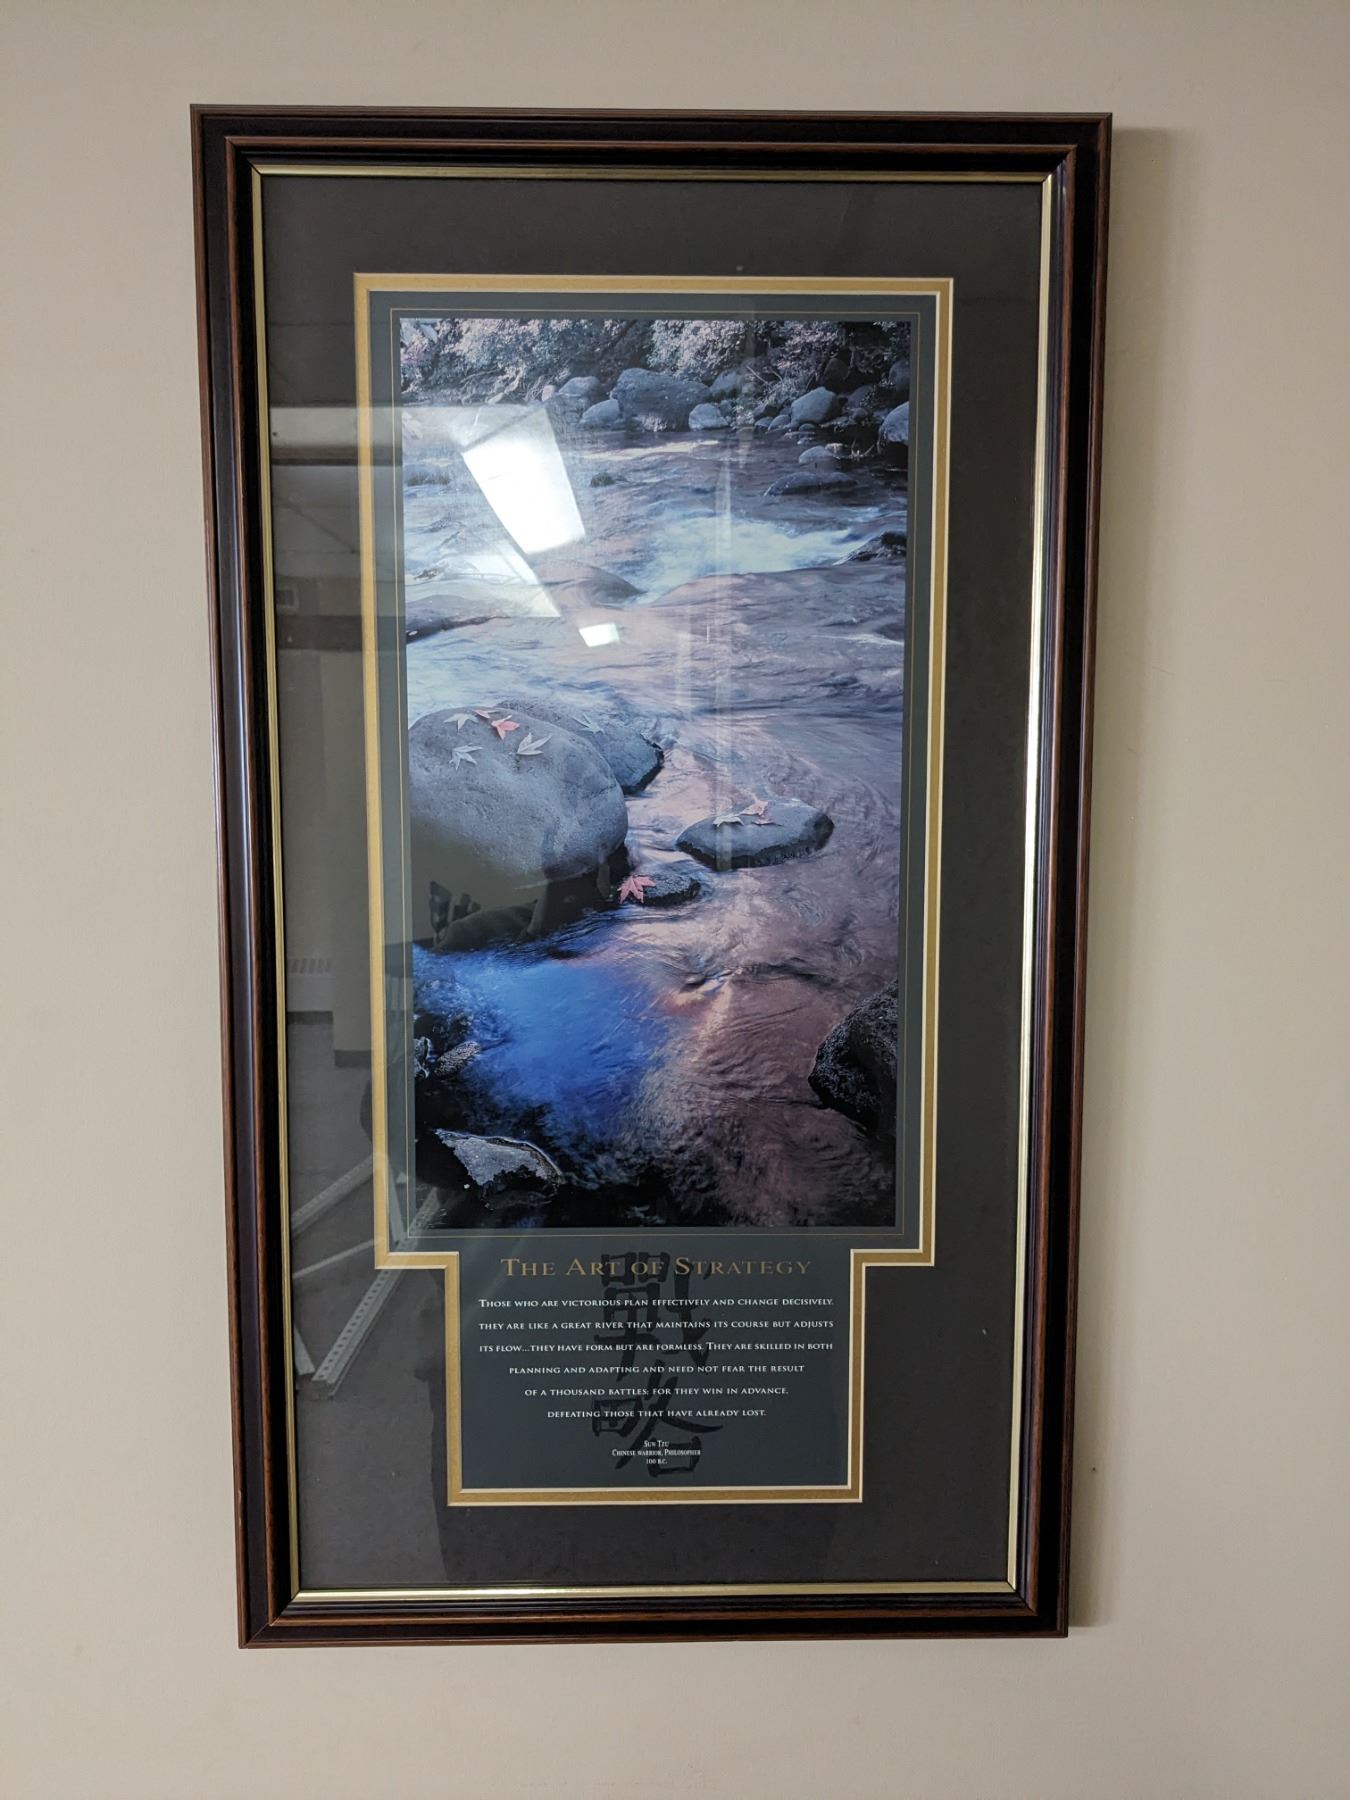 THE ART OF STRATEGY
戰略
THOSE WHO ARE VICTORIOUS PLAN EFFECTIVELY AND CHANGE DECISIVELY.
THEY ARE LIKE A GREAT RIVER THAT MAINTAINS ITS COURSE BUT ADJUSTS
ITS FLOW...THEY HAVE FORM BUT ARE FORMLESS. THEY ARE SKILLED IN BOTH
PLANNING AND ADAPTING AND NEED NOT FEAR THE RESULT
OF A THOUSAND BATTLES: FOR THEY WIN IN ADVANCE,
DEFEATING THOSE THAT HAVE ALREADY LOST.
SUN TZU
CHINESE WARRIOR, PHILOSOPHER
100 B.C.